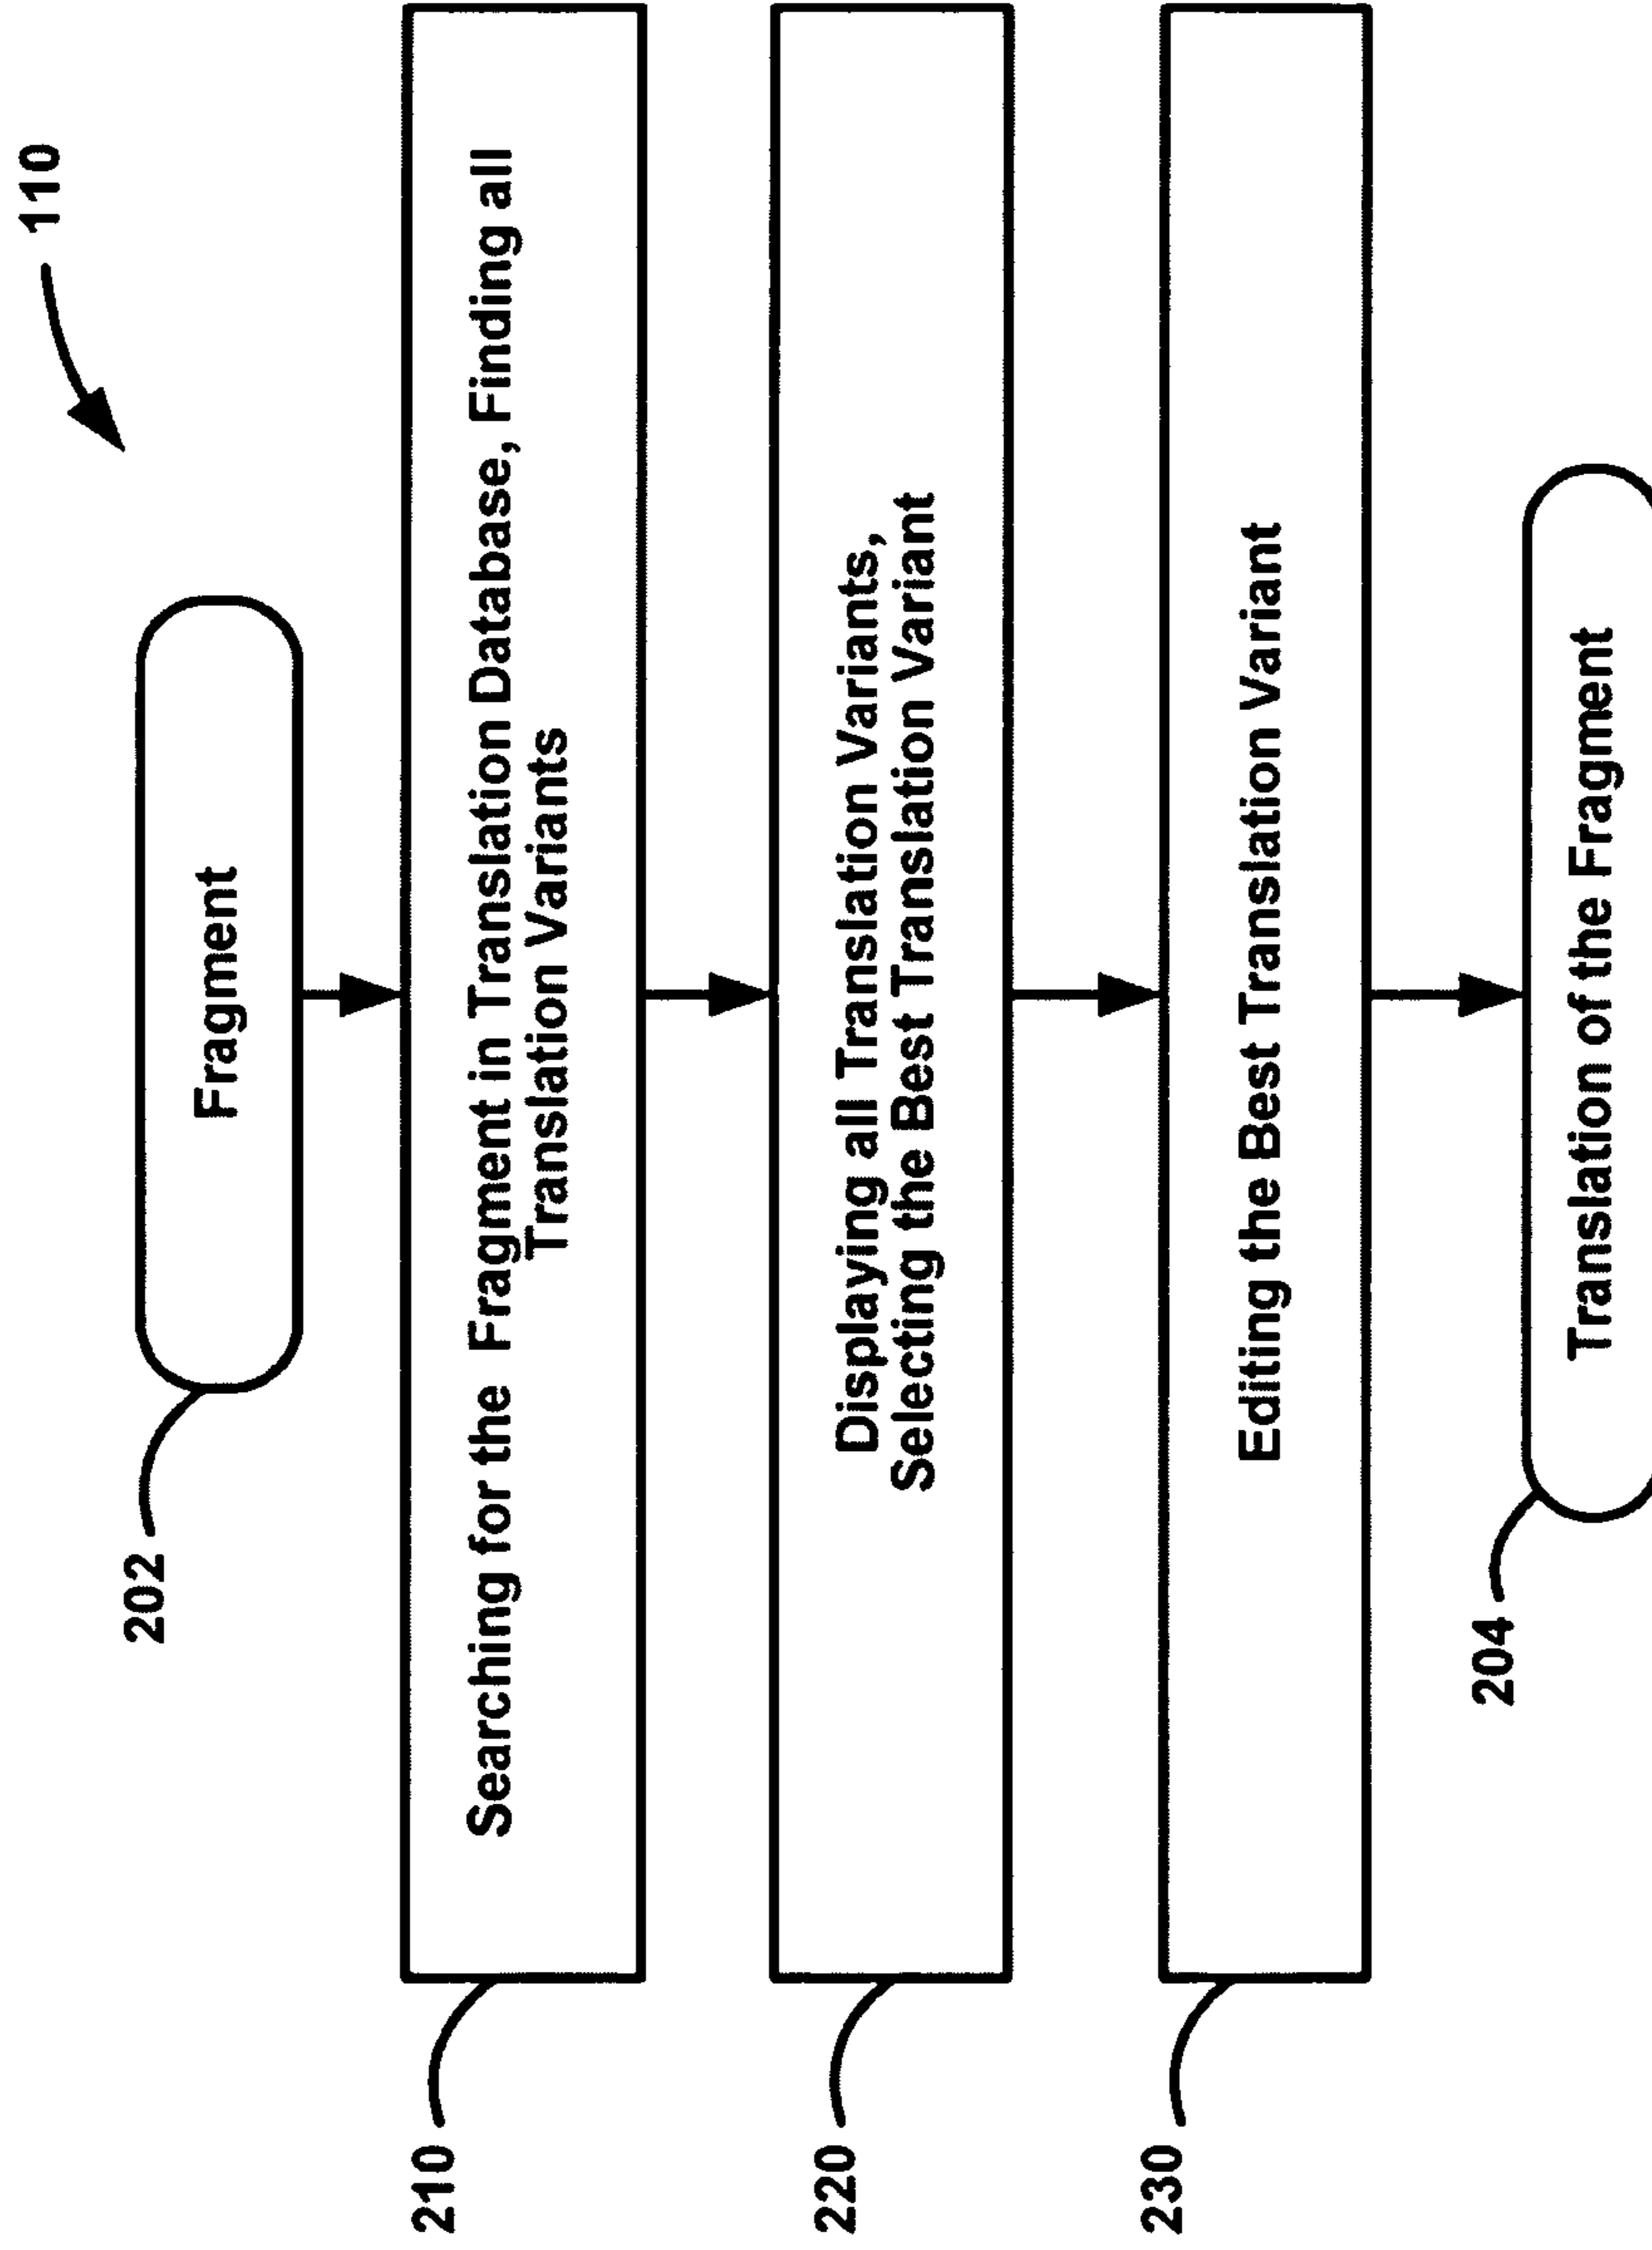 110
202
Fragment
210
Searching for the Fragment in Translation Database, Finding all
Translation Variants
220
Displaying all Translation Variants,
Selecting the Best Translation Variant
230
Editing the Best Translation Variant
204
Translation of the Fragment